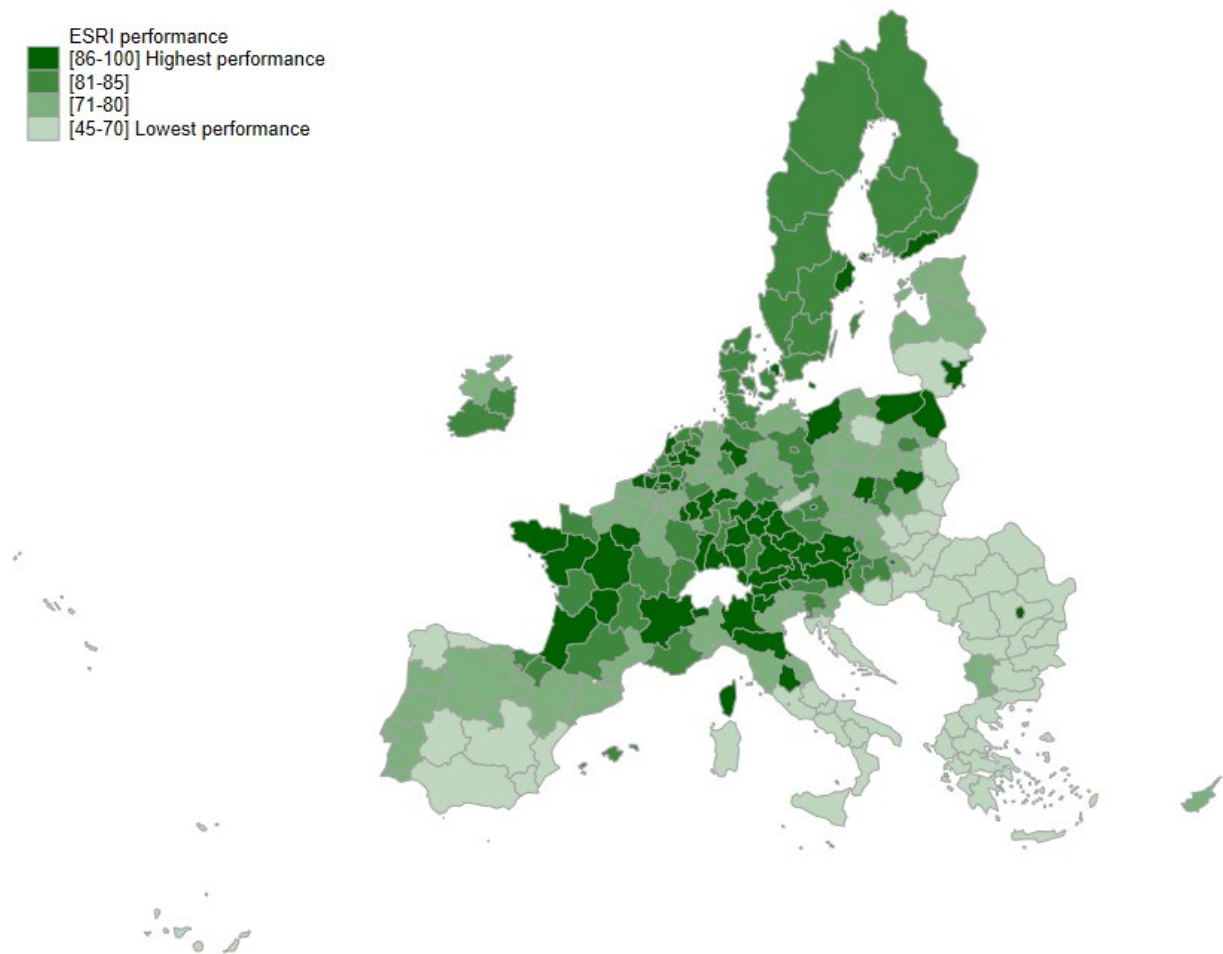 ESRI performance
[86-100] Highest performance
[81-85]
[71-80]
[45-70] Lowest performance